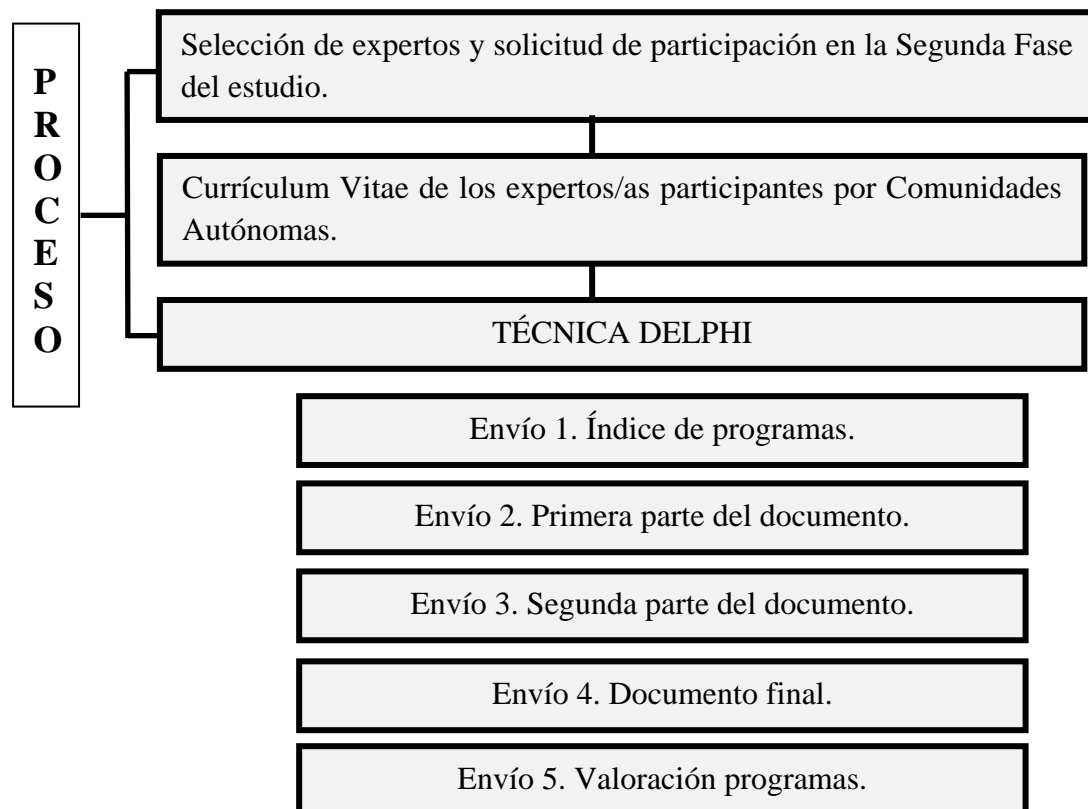 PROCESO
Selección de expertos y solicitud de participación en la Segunda Fase
del estudio.
Currículum Vitae de los expertos/as participantes por Comunidades
Autónomas.
TÉCNICA DELPHI
Envío 1. Índice de programas.
Envío 2. Primera parte del documento.
Envío 3. Segunda parte del documento.
Envío 4. Documento final.
Envío 5. Valoración programas.